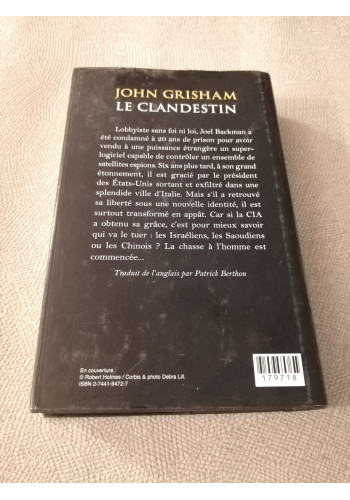 JOHN GRISHAM
LE CLANDESTIN
Lobbyiste sans foi ni loi, Joel Backman a
été condamné à 20 ans de prison pour avoir
vendu à une puissance étrangère un super-
logiciel capable de contrôler un ensemble de
satellites espions. Six ans plus tard, à son grand
étonnement, il est gracié par le président
des États-Unis sortant et exfiltré dans une
splendide ville d'Italie. Mais s'il a retrouvé
sa liberté sous une nouvelle identité, il est
surtout transformé en appât. Car si la CIA
a obtenu sa grâce, c'est pour mieux savoir
qui va le tuer : les Israéliens, les Saoudiens
ou les Chinois ? La chasse à l'homme est
commencée...
Traduit de l'anglais par Patrick Berthon
En couverture :
© Robert Holmes / Corbis & photo Debra Lill.
ISBN 2-7441-9472-7
179718